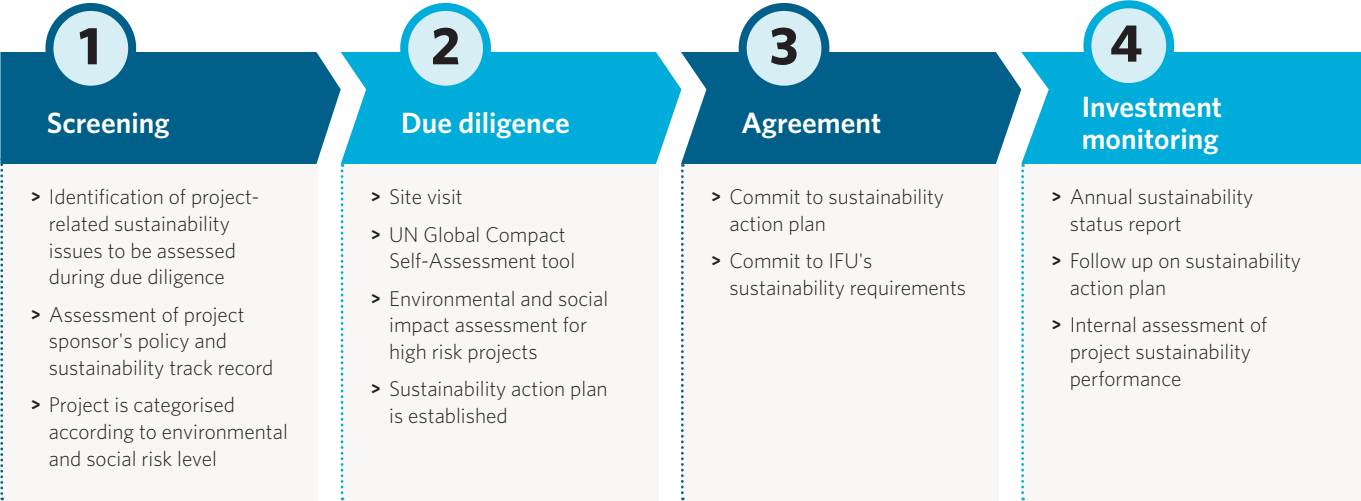 1
Screening
> Identification of project-
related sustainability
issues to be assessed
during due diligence
> Assessment of project
sponsor's policy and
sustainability track record
> Project is categorised
according to environmental
and social risk level
2
Due diligence
> Site visit
> UN Global Compact
Self-Assessment tool
> Environmental and social
impact assessment for
high risk projects
> Sustainability action plan
is established
3
Agreement
> Commit to sustainability
action plan
> Commit to IFU's
sustainability requirements
4
Investment
monitoring
> Annual sustainability
status report
> Follow up on sustainability
action plan
> Internal assessment of
project sustainability
performance